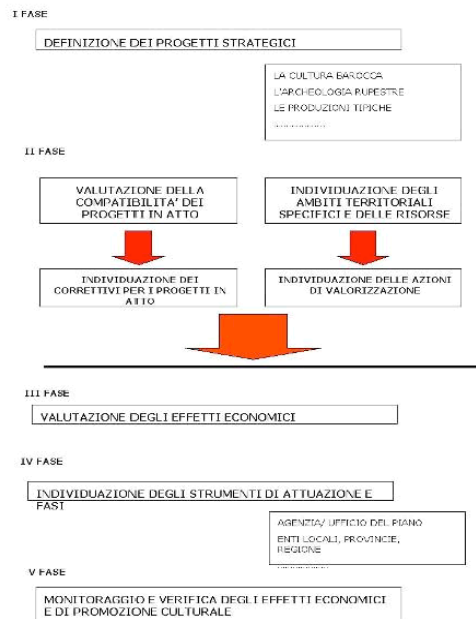 I FASE
DEFINIZIONE DEI PROGETTI STRATEGICI
LA CULTURA BAROCCA
L'ARCHEOLOGIA RUPESTRE
LE PRODUZIONI TIPICHE
..................
II FASE
VALUTAZIONE DELLA
COMPATIBILITA' DEI
PROGETTI IN ATTO
INDIVIDUAZIONE DEGLI
AMBITI TERRITORIALI
SPECIFICI E DELLE RISORSE
INDIVIDUAZIONE DEI
CORRETTIVI PER I PROGETTI IN
ATTO
INDIVIDUAZIONE DELLE AZIONI
DI VALORIZZAZIONE
III FASE
VALUTAZIONE DEGLI EFFETTI ECONOMICI
IV FASE
INDIVIDUAZIONE DEGLI STRUMENTI DI ATTUAZIONE E
FASI
AGENZIA/ UFFICIO DEL PIANO
ENTI LOCALI, PROVINCIE,
REGIONE
..................
V FASE
MONITORAGGIO E VERIFICA DEGLI EFFETTI ECONOMICI
E DI PROMOZIONE CULTURALE